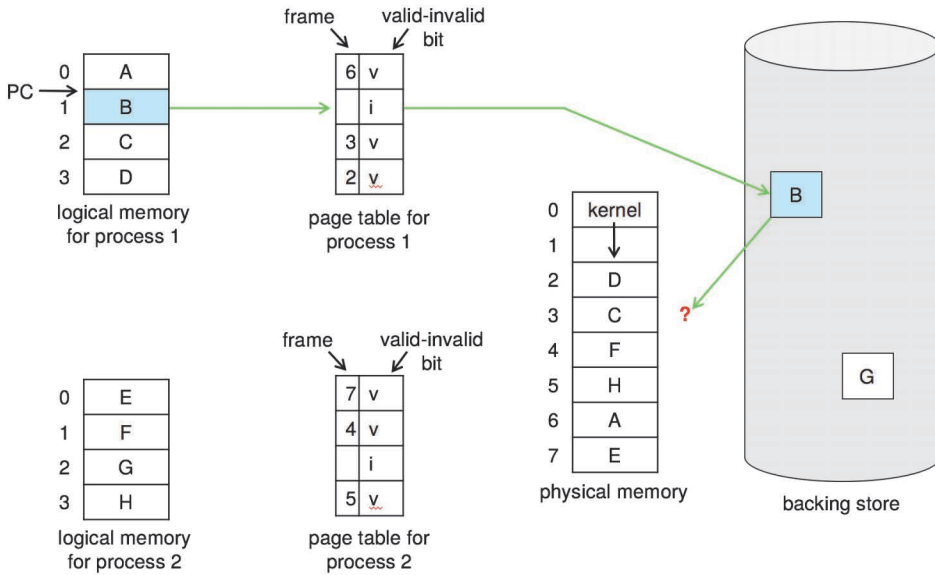 frame
valid-invalid
bit
0 A
PC
1 B
2 C
3 D
logical memory
for process 1
6 v
i
3 v
2 v
page table for
process 1
0 kernel
1
2 D
3 C
4 F
5 H
6 A
7 E
physical memory
?
B
G
backing store
frame
valid-invalid
bit
0 E
1 F
2 G
3 H
logical memory
for process 2
7 v
4 v
i
5 v
page table for
process 2